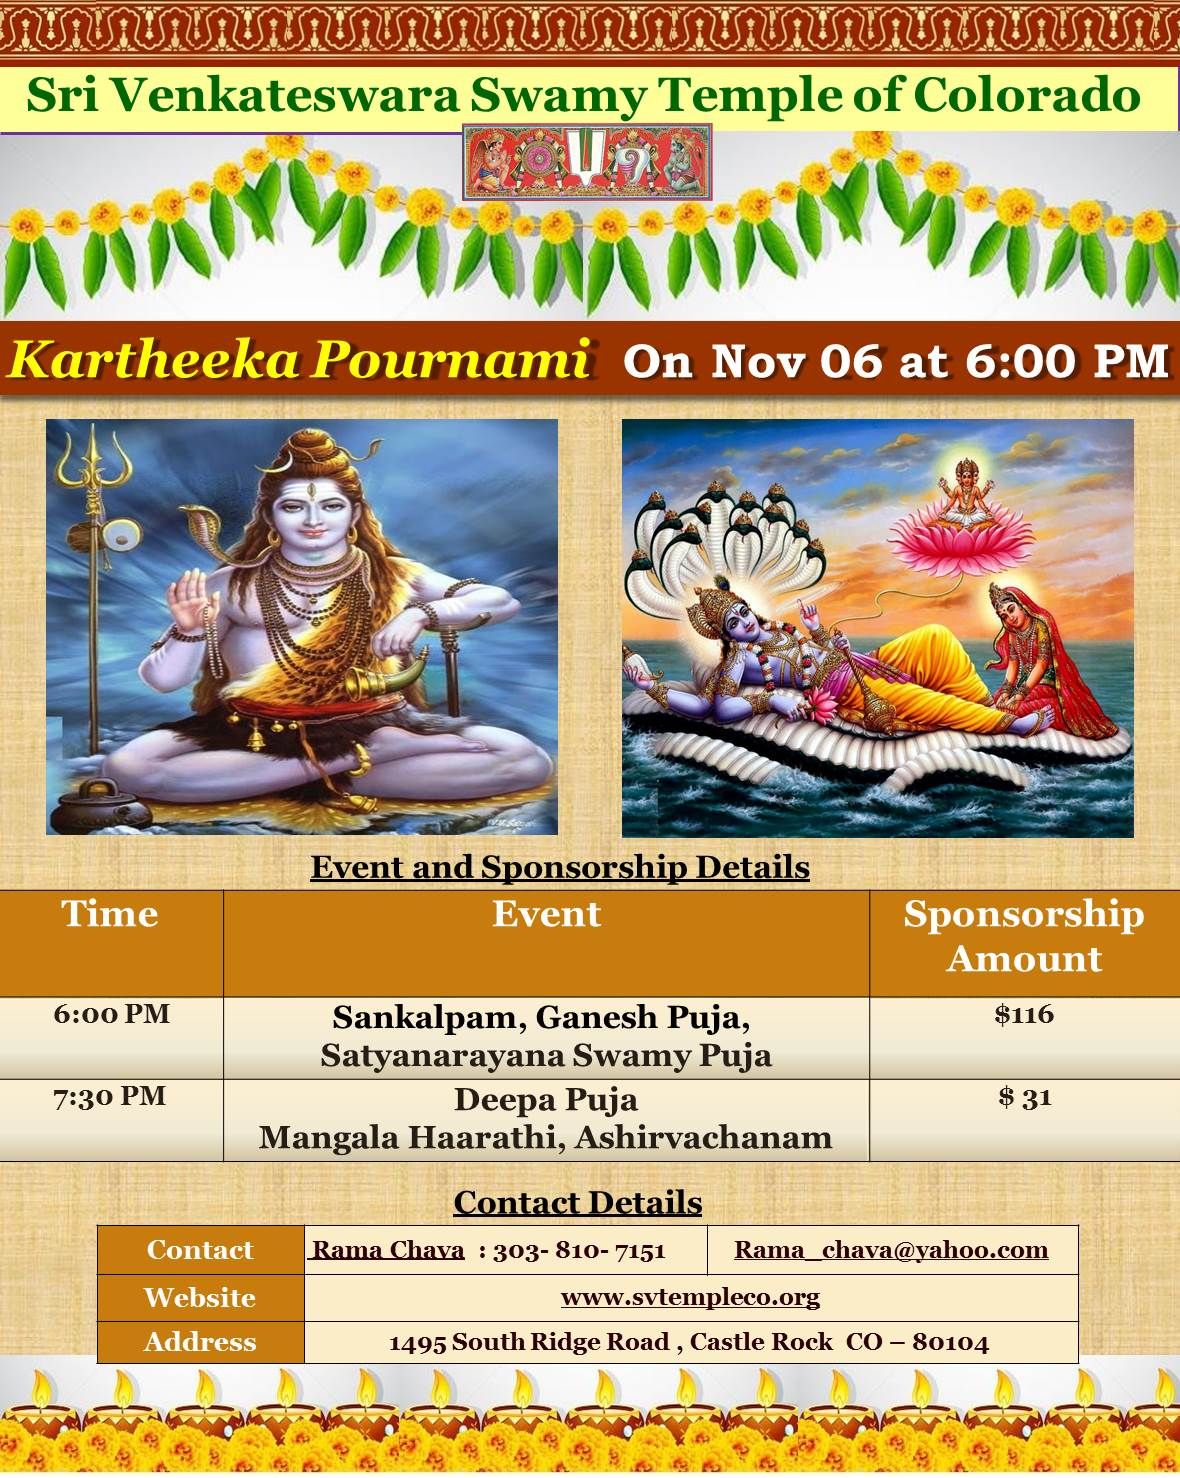 Sri Venkateswara Swamy Temple of Colorado
Kartheeka Pournami On Nov 06 at 6:00 PM
Event and Sponsorship Details
Time Event Sponsorship
Amount
6:00 PM Sankalpam, Ganesh Puja, $116
Satyanarayana Swamy Puja
7:30 PM Deepa Puja $ 31
Mangala Haarathi, Ashirvachanam
Contact Details
Contact Rama Chava : 303- 810- 7151 Rama_chava@yahoo.com
Website www.svtempleco.org
Address 1495 South Ridge Road , Castle Rock CO – 80104